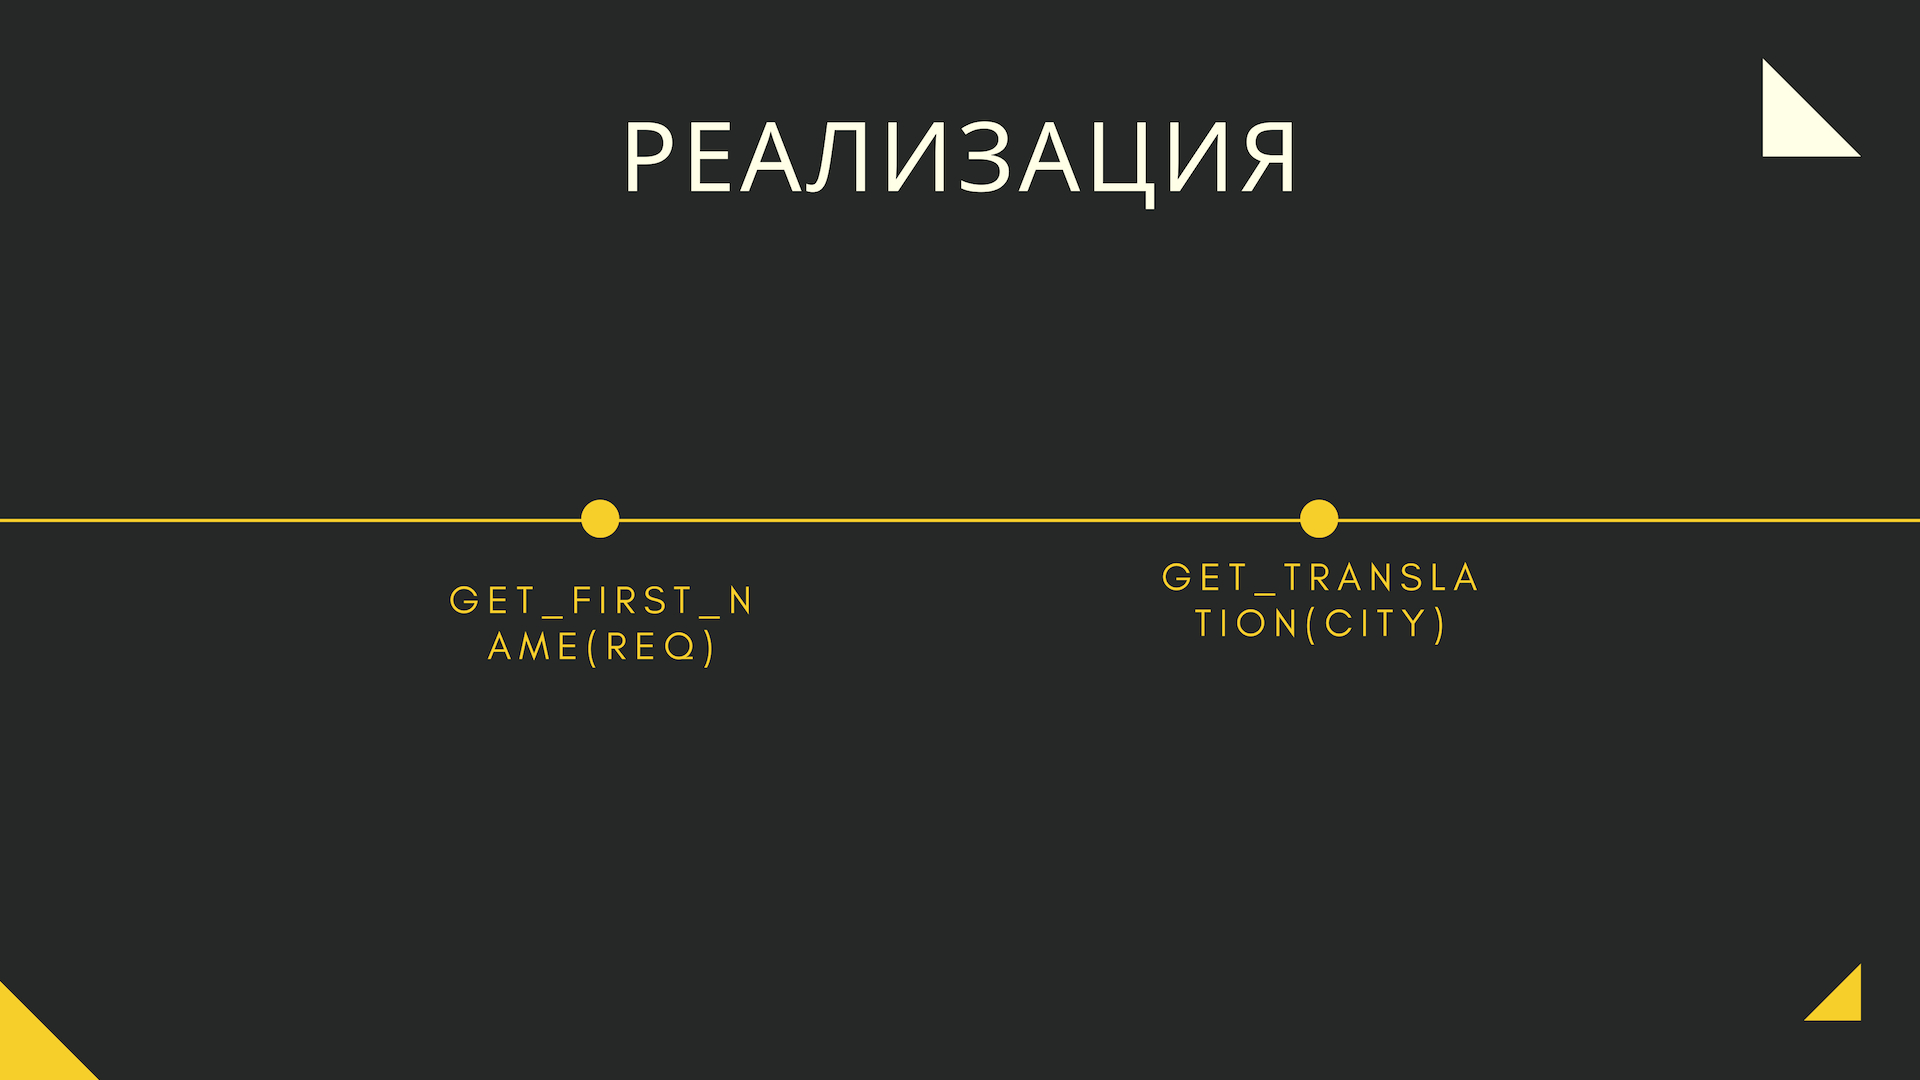 РЕАЛИЗАЦИЯ
GET_FIRST_N
AME(REQ)
GET_TRANSLA
TION(CITY)